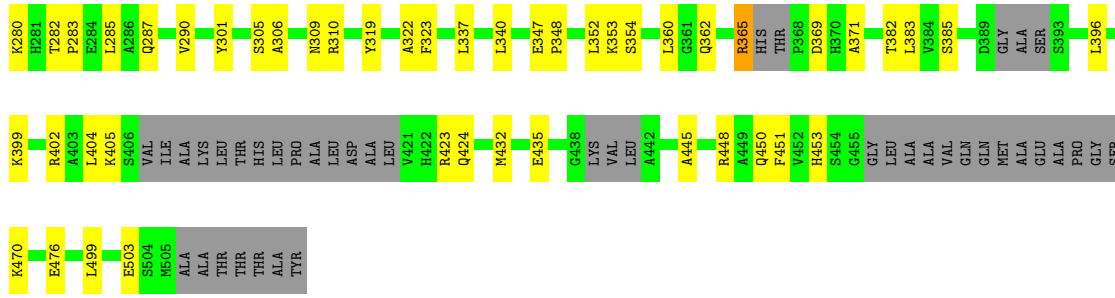 K280 H281 T282 P283 E284 L285 A286 Q287 V290 Y301 S305 A306 N309 R310 Y319 A322 F323 L337 L340 E347 P348 L352 K353 S354 L360 G361 Q362 R365 HIS THR P368 D369 H370 A371 T382 L383 V384 S385 D389 GLY ALA SER S393 L396
K399 R402 A403 L404 K405 S406 VAL ILE ALA LYS LEU THR HIS LEU PRO ALA LEU ASP ALA LEU V421 H422 R423 Q424 M432 E435 G438 LYS VAL LEU A442 A445 R448 A449 Q450 F451 V452 H453 S454 G455 GLY LEU ALA ALA VAL GLN GLN MET ALA GLU ALA PRO GLY SER
K470 E476 L499 E503 S504 M505 ALA ALA THR THR THR ALA TYR